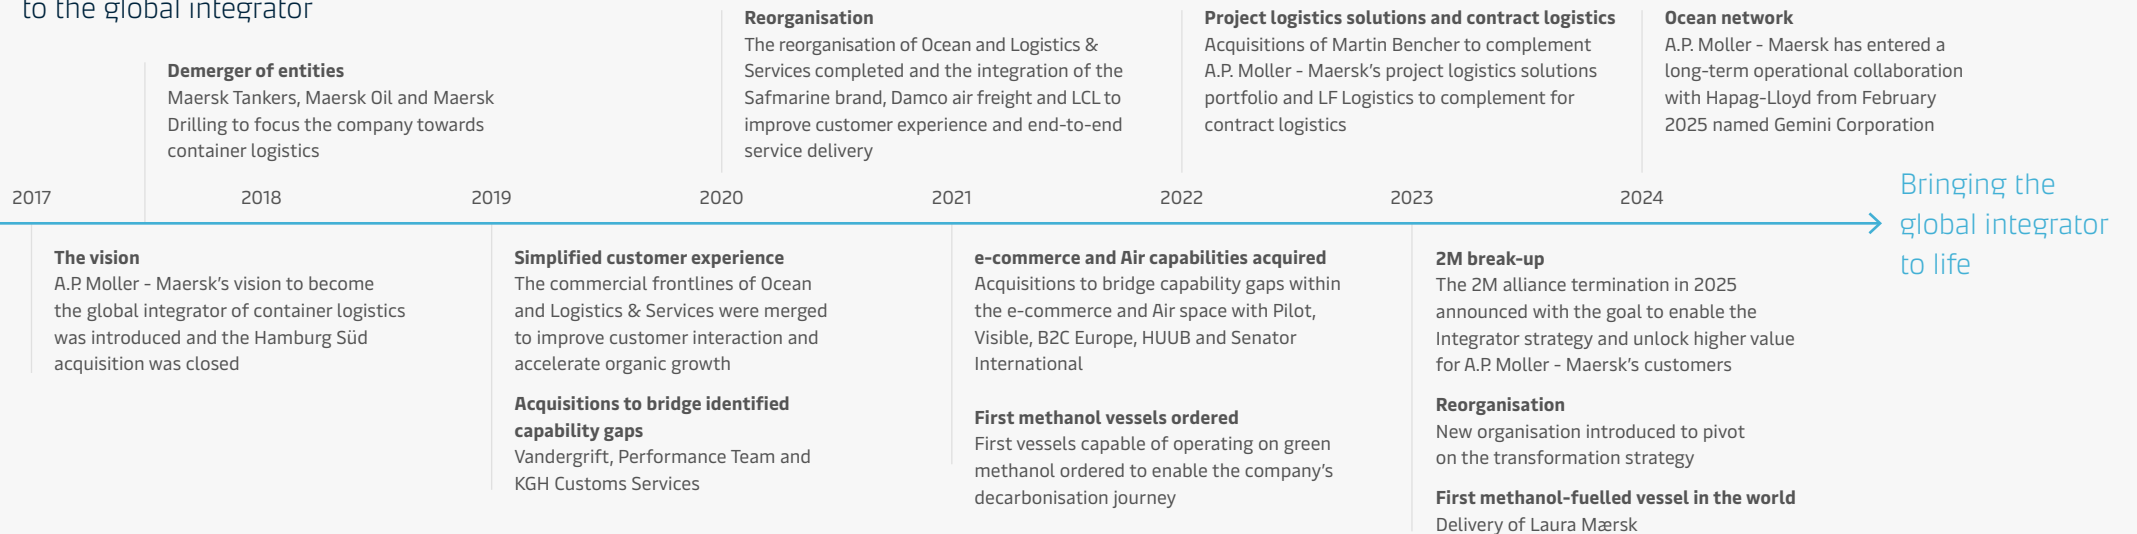 to the global integrator
Reorganisation
The reorganisation of Ocean and Logistics &
Services completed and the integration of the
Safmarine brand, Damco air freight and LCL to
improve customer experience and end-to-end
service delivery
Project logistics solutions and contract logistics
Acquisitions of Martin Bencher to complement
A.P. Moller - Maersk's project logistics solutions
portfolio and LF Logistics to complement for
contract logistics
Ocean network
A.P. Moller - Maersk has entered a
long-term operational collaboration
with Hapag-Lloyd from February
2025 named Gemini Corporation
Demerger of entities
Maersk Tankers, Maersk Oil and Maersk
Drilling to focus the company towards
container logistics
2017
2018
2019
2020
2021
2022
2023
2024
Bringing the
global integrator
to life
The vision
A.P. Moller - Maersk's vision to become
the global integrator of container logistics
was introduced and the Hamburg Süd
acquisition was closed
Simplified customer experience
The commercial frontlines of Ocean
and Logistics & Services were merged
to improve customer interaction and
accelerate organic growth
Acquisitions to bridge identified
capability gaps
Vandergrift, Performance Team and
KGH Customs Services
e-commerce and Air capabilities acquired
Acquisitions to bridge capability gaps within
the e-commerce and Air space with Pilot,
Visible, B2C Europe, HUUB and Senator
International
First methanol vessels ordered
First vessels capable of operating on green
methanol ordered to enable the company's
decarbonisation journey
2M break-up
The 2M alliance termination in 2025
announced with the goal to enable the
Integrator strategy and unlock higher value
for A.P. Moller - Maersk's customers
Reorganisation
New organisation introduced to pivot
on the transformation strategy
First methanol-fuelled vessel in the world
Delivery of Laura Mærsk